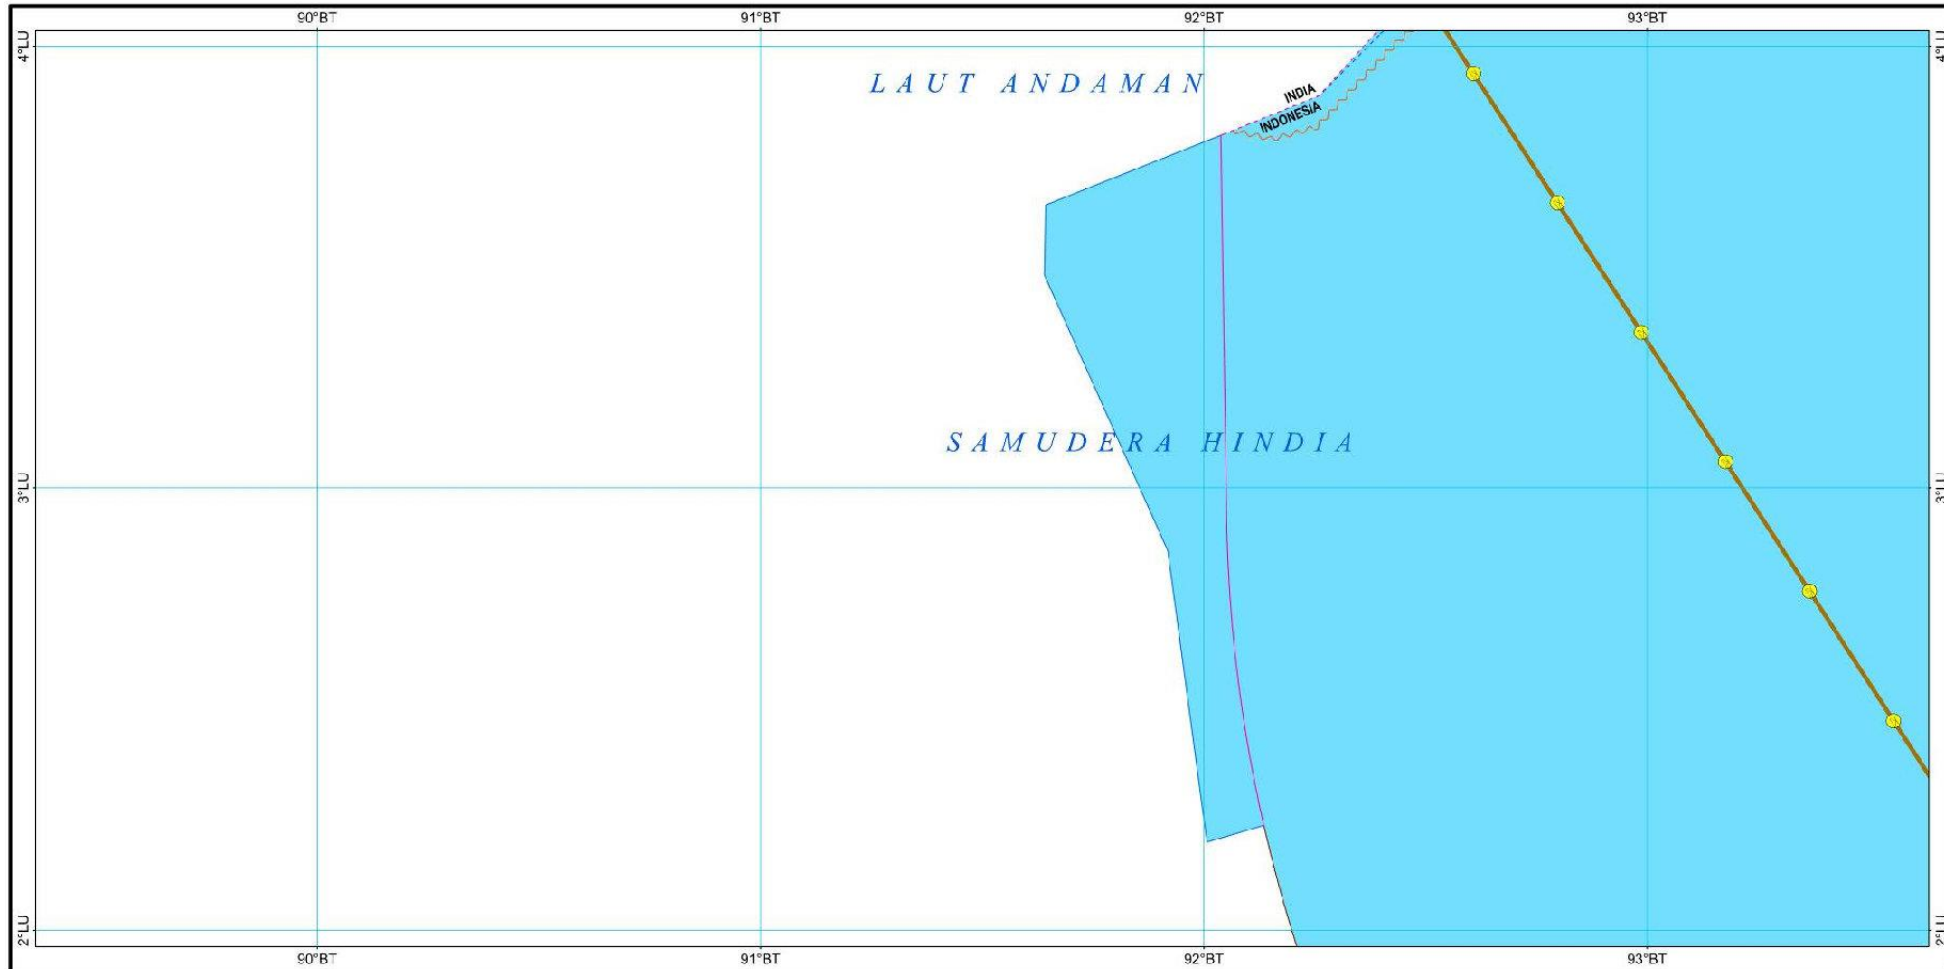 90°BT 91°BT 92°BT 93°BT
4°LU 4°LU
LAUT ANDAMAN
INDIA
INDONESIA
SAMUDERA HINDIA
3°LU 3°LU
2°LU 2°LU
90°BT 91°BT 92°BT 93°BT